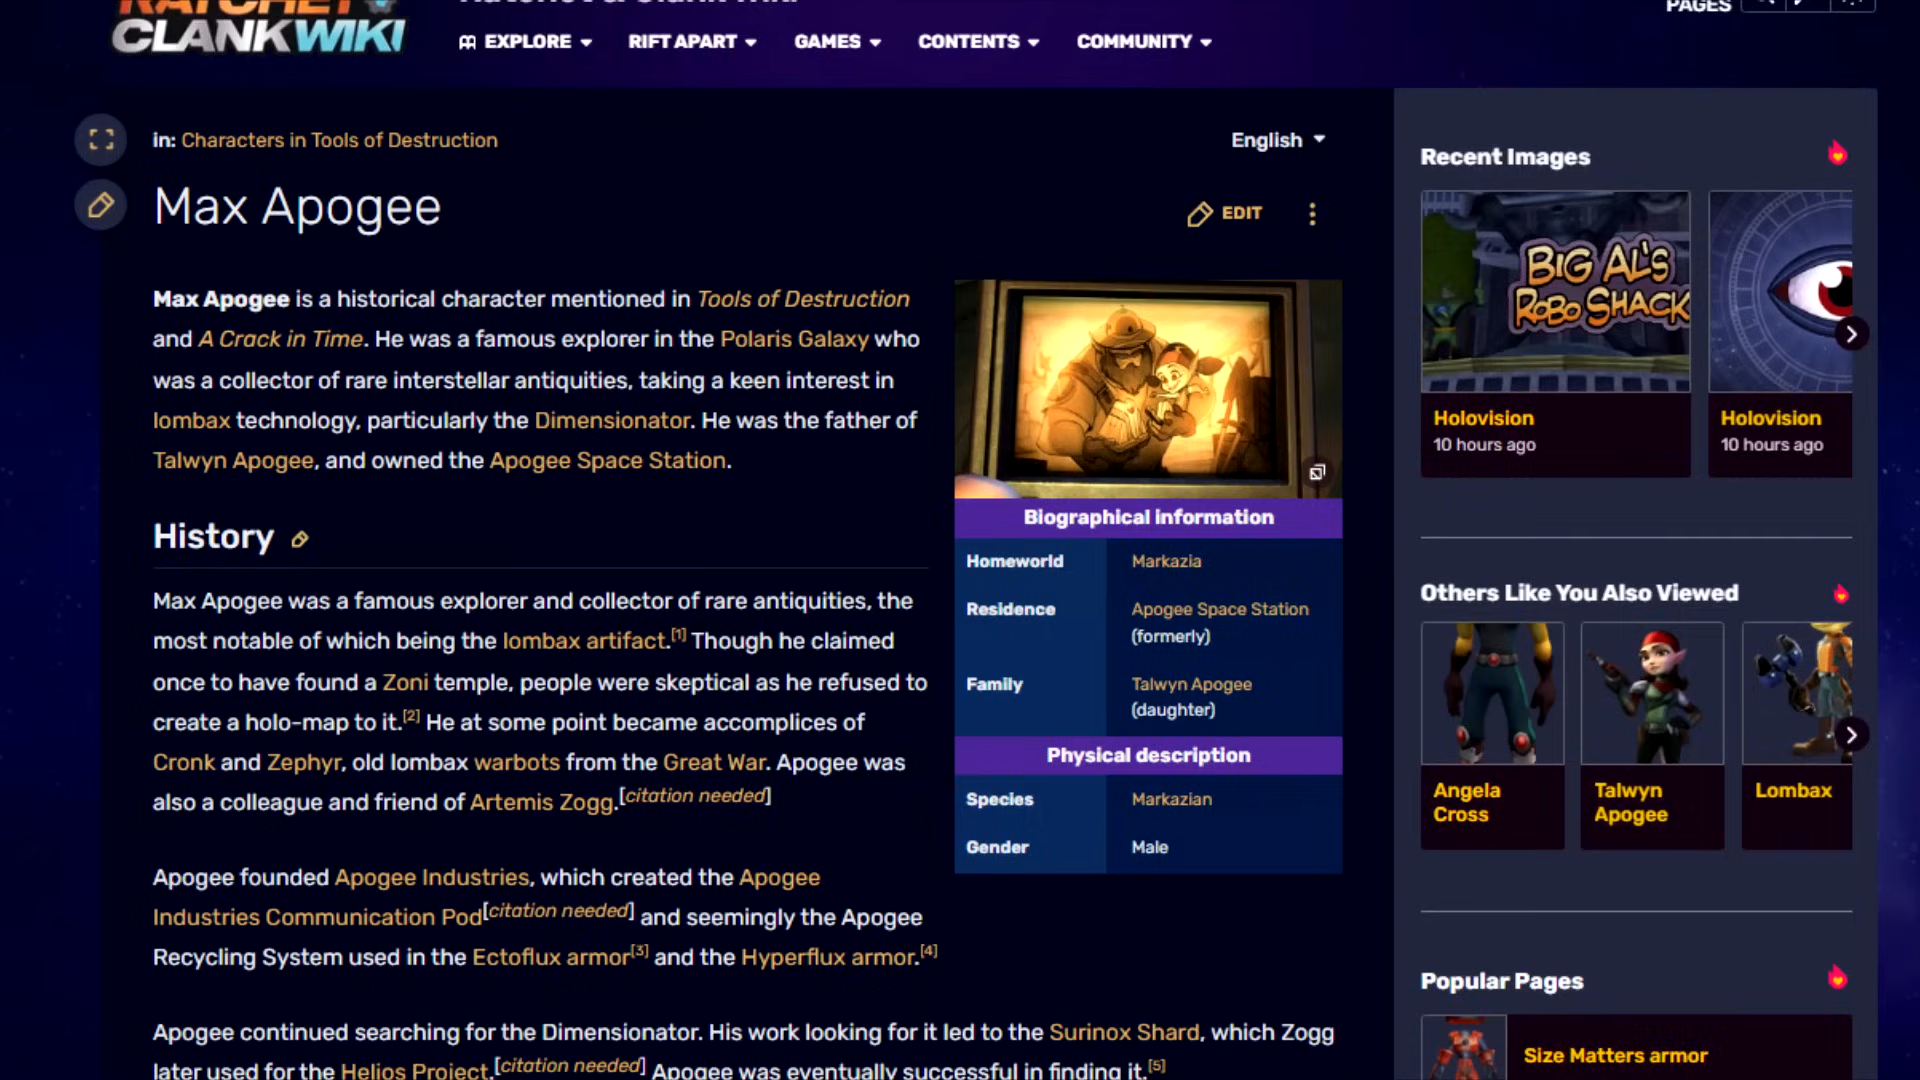 CLANKWIKI
PAGES
EXPLORE
RIFT APART
GAMES
CONTENTS
COMMUNITY
in: Characters in Tools of Destruction
English
Max Apogee
EDIT
Max Apogee is a historical character mentioned in Tools of Destruction
and A Crack in Time. He was a famous explorer in the Polaris Galaxy who
was a collector of rare interstellar antiquities, taking a keen interest in
lombax technology, particularly the Dimensionator. He was the father of
Talwyn Apogee, and owned the Apogee Space Station.
History
Max Apogee was a famous explorer and collector of rare antiquities, the
most notable of which being the lombax artifact.[1] Though he claimed
once to have found a Zoni temple, people were skeptical as he refused to
create a holo-map to it.[2] He at some point became accomplices of
Cronk and Zephyr, old lombax warbots from the Great War. Apogee was
also a colleague and friend of Artemis Zogg.[citation needed]
Apogee founded Apogee Industries, which created the Apogee
Industries Communication Pod[citation needed] and seemingly the Apogee
Recycling System used in the Ectoflux armor[3] and the Hyperflux armor.[4]
Apogee continued searching for the Dimensionator. His work looking for it led to the Surinox Shard, which Zogg
later used for the Helios Project.[citation needed] Apogee was eventually successful in finding it.[5]
Biographical information
Homeworld
Markazia
Residence
Apogee Space Station
(formerly)
Family
Talwyn Apogee
(daughter)
Physical description
Species
Markazian
Gender
Male
Recent Images
BIG AL'S
ROBO SHACK
Holovision
10 hours ago
Holovision
10 hours ago
Others Like You Also Viewed
Angela
Cross
Talwyn
Apogee
Lombax
Popular Pages
Size Matters armor